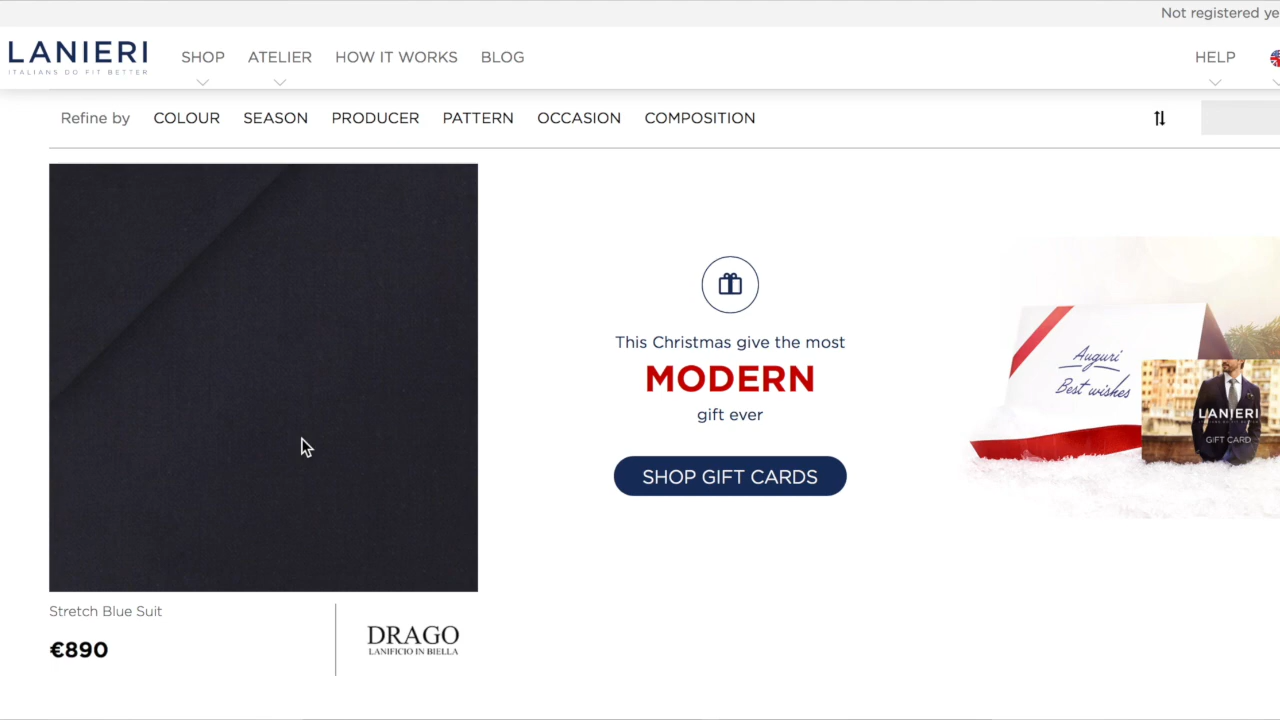 Not registered ye
LANIERI
ITALIANS DO FIT BETTER
SHOP
ATELIER
HOW IT WORKS
BLOG
HELP
Refine by
COLOUR
SEASON
PRODUCER
PATTERN
OCCASION
COMPOSITION
This Christmas give the most
MODERN
gift ever
SHOP GIFT CARDS
Auguri
Best wishes
LANIERI
GIFT CARD
Stretch Blue Suit
€890
DRAGO
LANIFICIO IN BIELLA